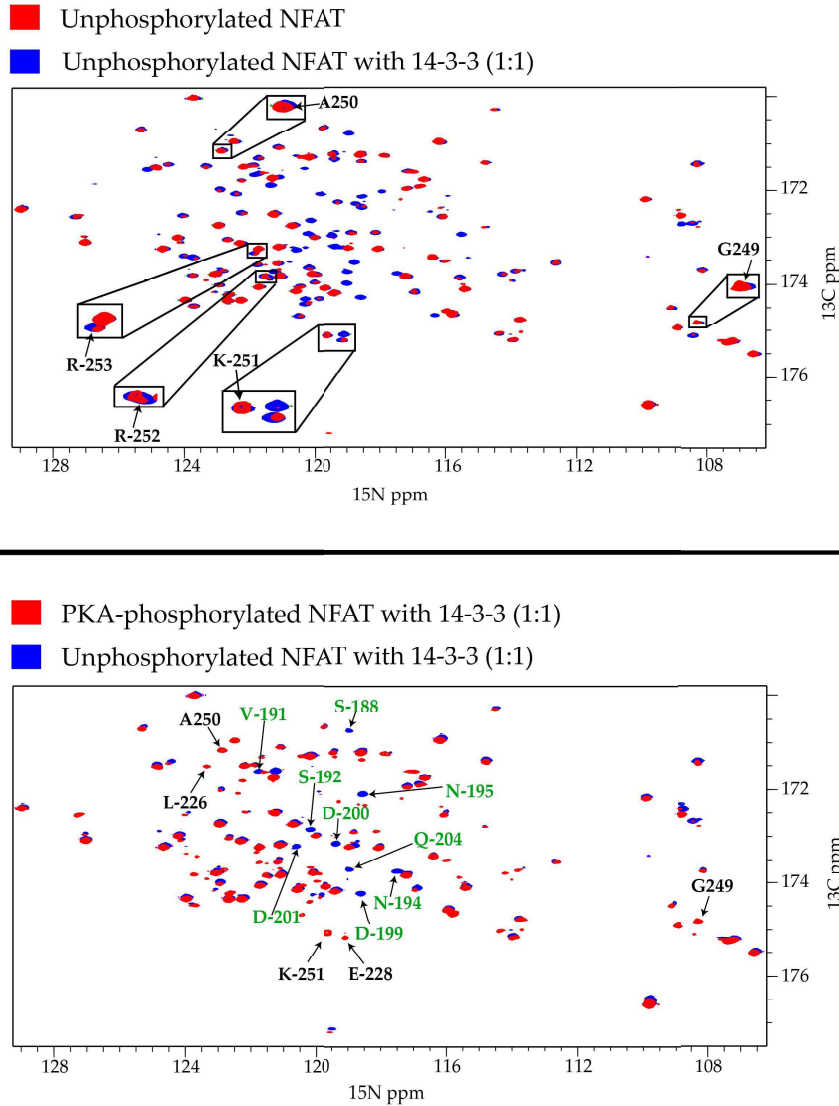 Unphosphorylated NFAT
Unphosphorylated NFAT with 14-3-3 (1:1)
A250
172
G249
174
13C ppm
R-253
K-251
176
R-252
128
124
120
116
112
108
15N ppm
PKA-phosphorylated NFAT with 14-3-3 (1:1)
Unphosphorylated NFAT with 14-3-3 (1:1)
S-188
A250
V-191
L-226
S-192
N-195
172
D-200
Q-204
174
13C ppm
G249
D-201
N-194
D-199
K-251
E-228
176
128
124
120
116
112
108
15N ppm